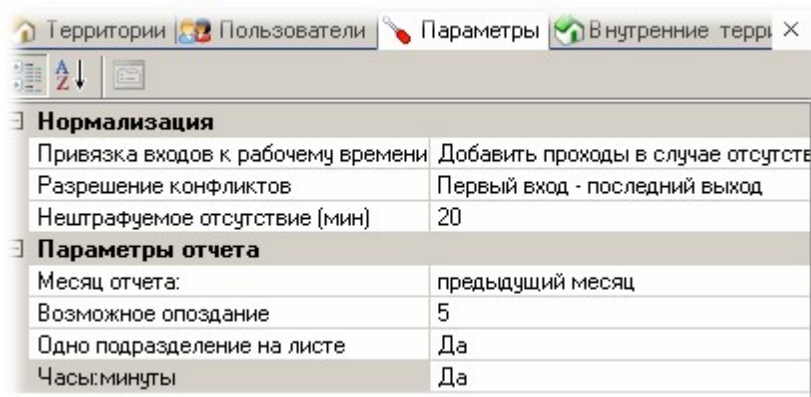 Территории Пользователи Параметры Внутренние
Нормализация
Привязка входов к рабочему времени Добавить проходы в случае
Разрешение конфликтов Первый вход - последний выход
Нештрафуемое отсутствие (мин) 20
Параметры отчета
Месяц отчета: предыдущий месяц
Возможное опоздание 5
Одно подразделение на листе Да
Часы:минуты Да